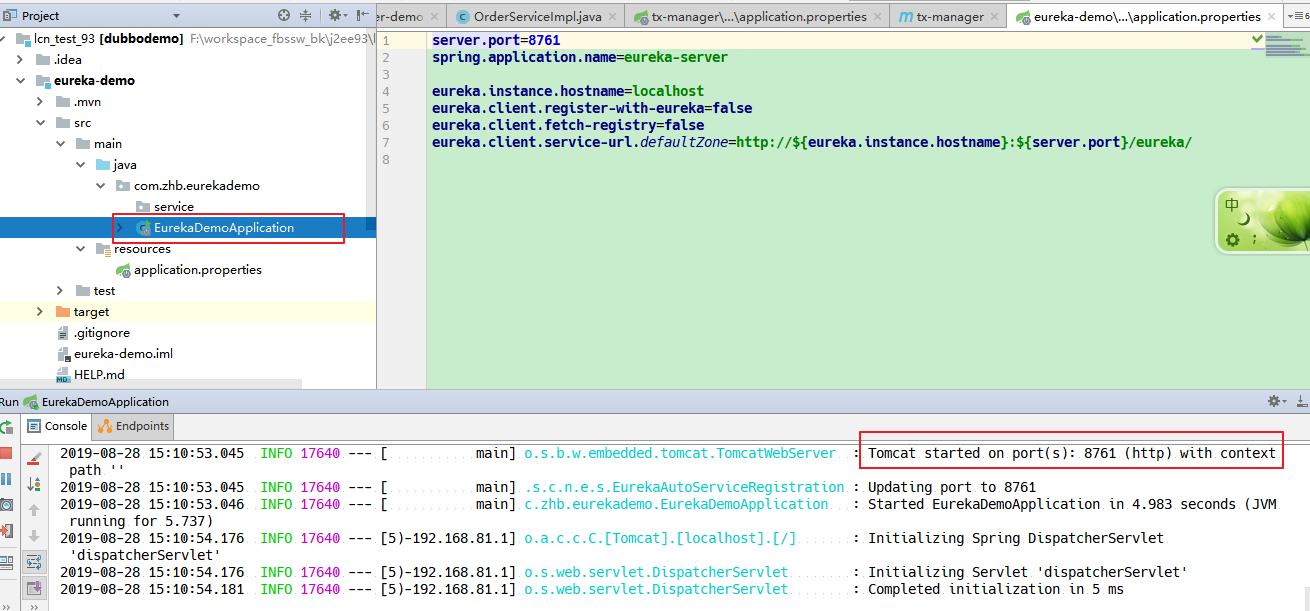 Project
er-demo
OrderServiceImpl.java
tx-manager\...\application.properties
tx-manager
eureka-demo\...\application.properties
6
lcn_test_93 [dubbodemo] F:\workspace_fbssw_bk\j2ee93\l
.idea
eureka-demo
.mvn
src
main
java
com.zhb.eurekademo
service
EurekaDemoApplication
resources
application.properties
test
target
.gitignore
eureka-demo.iml
HELP.md
1 server.port=8761
2 spring.application.name=eureka-server
3
4 eureka.instance.hostname=localhost
5 eureka.client.register-with-eureka=false
6 eureka.client.fetch-registry=false
7 eureka.client.service-url.defaultZone=http://${eureka.instance.hostname}:${server.port}/eureka/
8
中
Run EurekaDemoApplication
Console Endpoints
2019-08-28 15:10:53.045 INFO 17640 --- [ main] o.s.b.w.embedded.tomcat.TomcatWebServer : Tomcat started on port(s): 8761 (http) with context
path ''
2019-08-28 15:10:53.045 INFO 17640 --- [ main] .s.c.n.e.s.EurekaAutoServiceRegistration : Updating port to 8761
2019-08-28 15:10:53.046 INFO 17640 --- [ main] c.zhb.eurekademo.EurekaDemoApplication : Started EurekaDemoApplication in 4.983 seconds (JVM
running for 5.737)
2019-08-28 15:10:54.176 INFO 17640 --- [5)-192.168.81.1] o.a.c.c.C.[Tomcat].[localhost].[/] : Initializing Spring DispatcherServlet
'dispatcherServlet'
2019-08-28 15:10:54.176 INFO 17640 --- [5)-192.168.81.1] o.s.web.servlet.DispatcherServlet : Initializing Servlet 'dispatcherServlet'
2019-08-28 15:10:54.181 INFO 17640 --- [5)-192.168.81.1] o.s.web.servlet.DispatcherServlet : Completed initialization in 5 ms